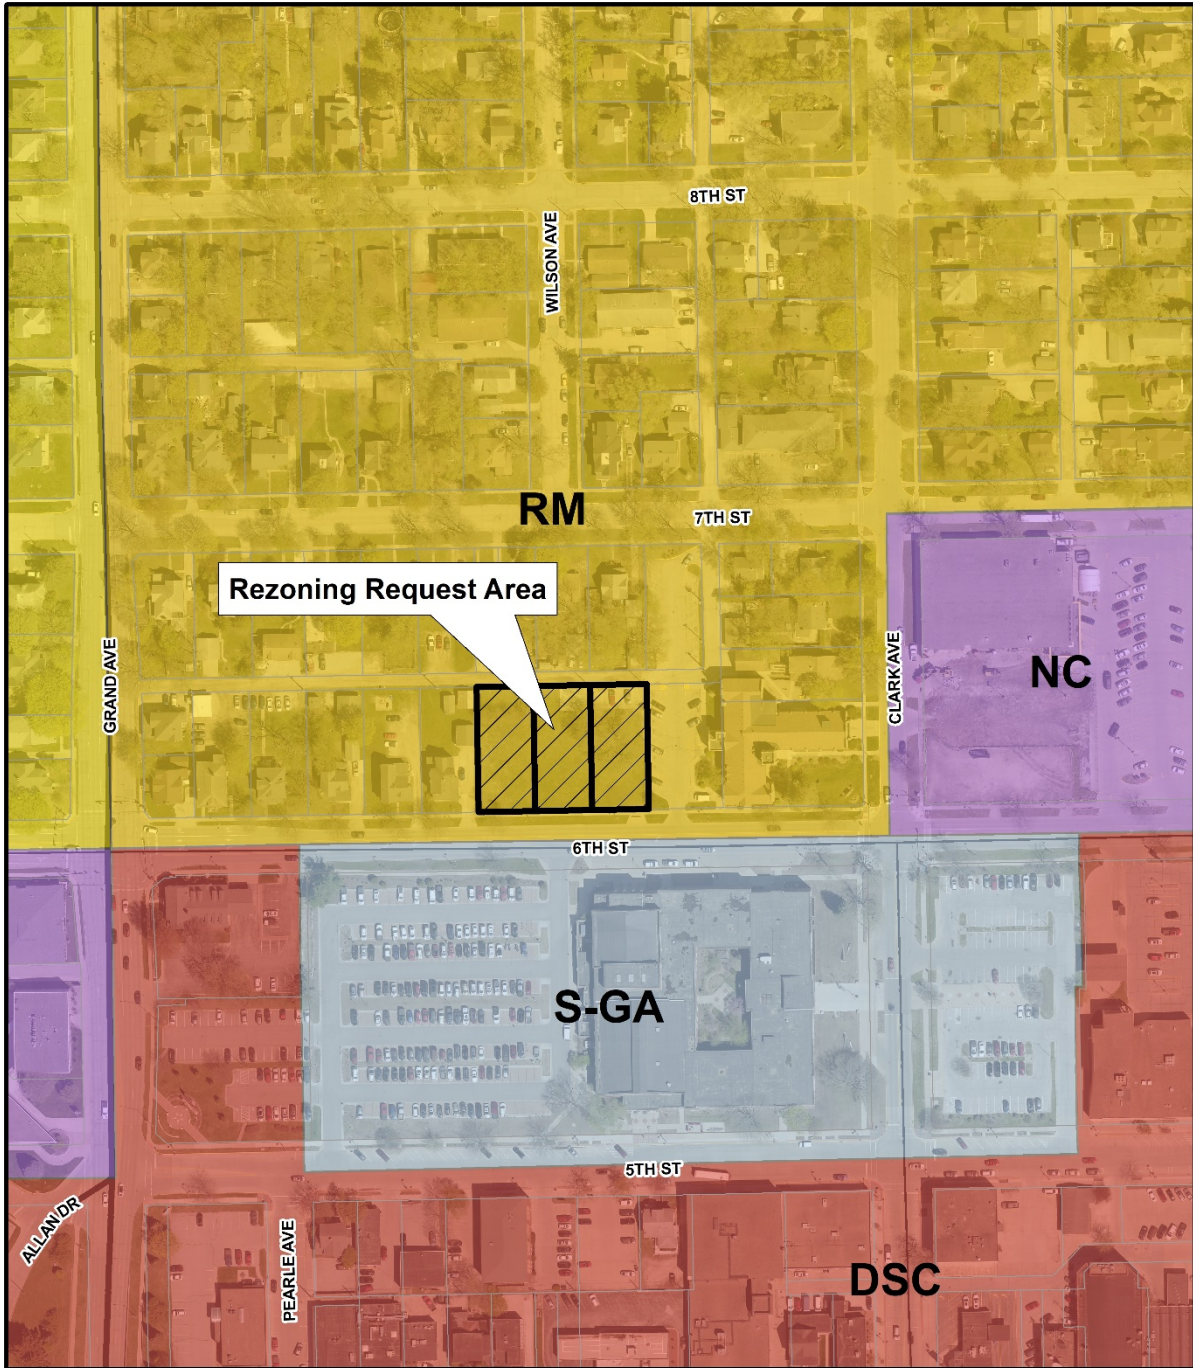 8TH ST
WILSON AVE
RM
7TH ST
Rezoning Request Area
GRAND AVE
CLARK AVE
NC
6TH ST
S-GA
5TH ST
ALLAN DR
PEARLE AVE
DSC